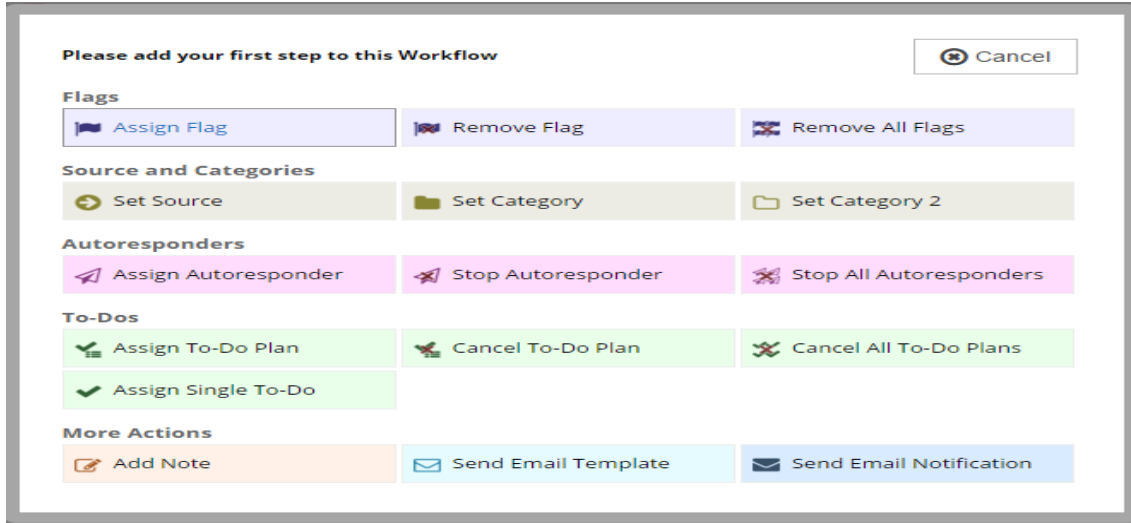 Please add your first step to this Workflow
Cancel
Flags
Assign Flag
Remove Flag
Remove All Flags
Source and Categories
Set Source
Set Category
Set Category 2
Autoresponders
Assign Autoresponder
Stop Autoresponder
Stop All Autoresponders
To-Dos
Assign To-Do Plan
Cancel To-Do Plan
Cancel All To-Do Plans
Assign Single To-Do
More Actions
Add Note
Send Email Template
Send Email Notification